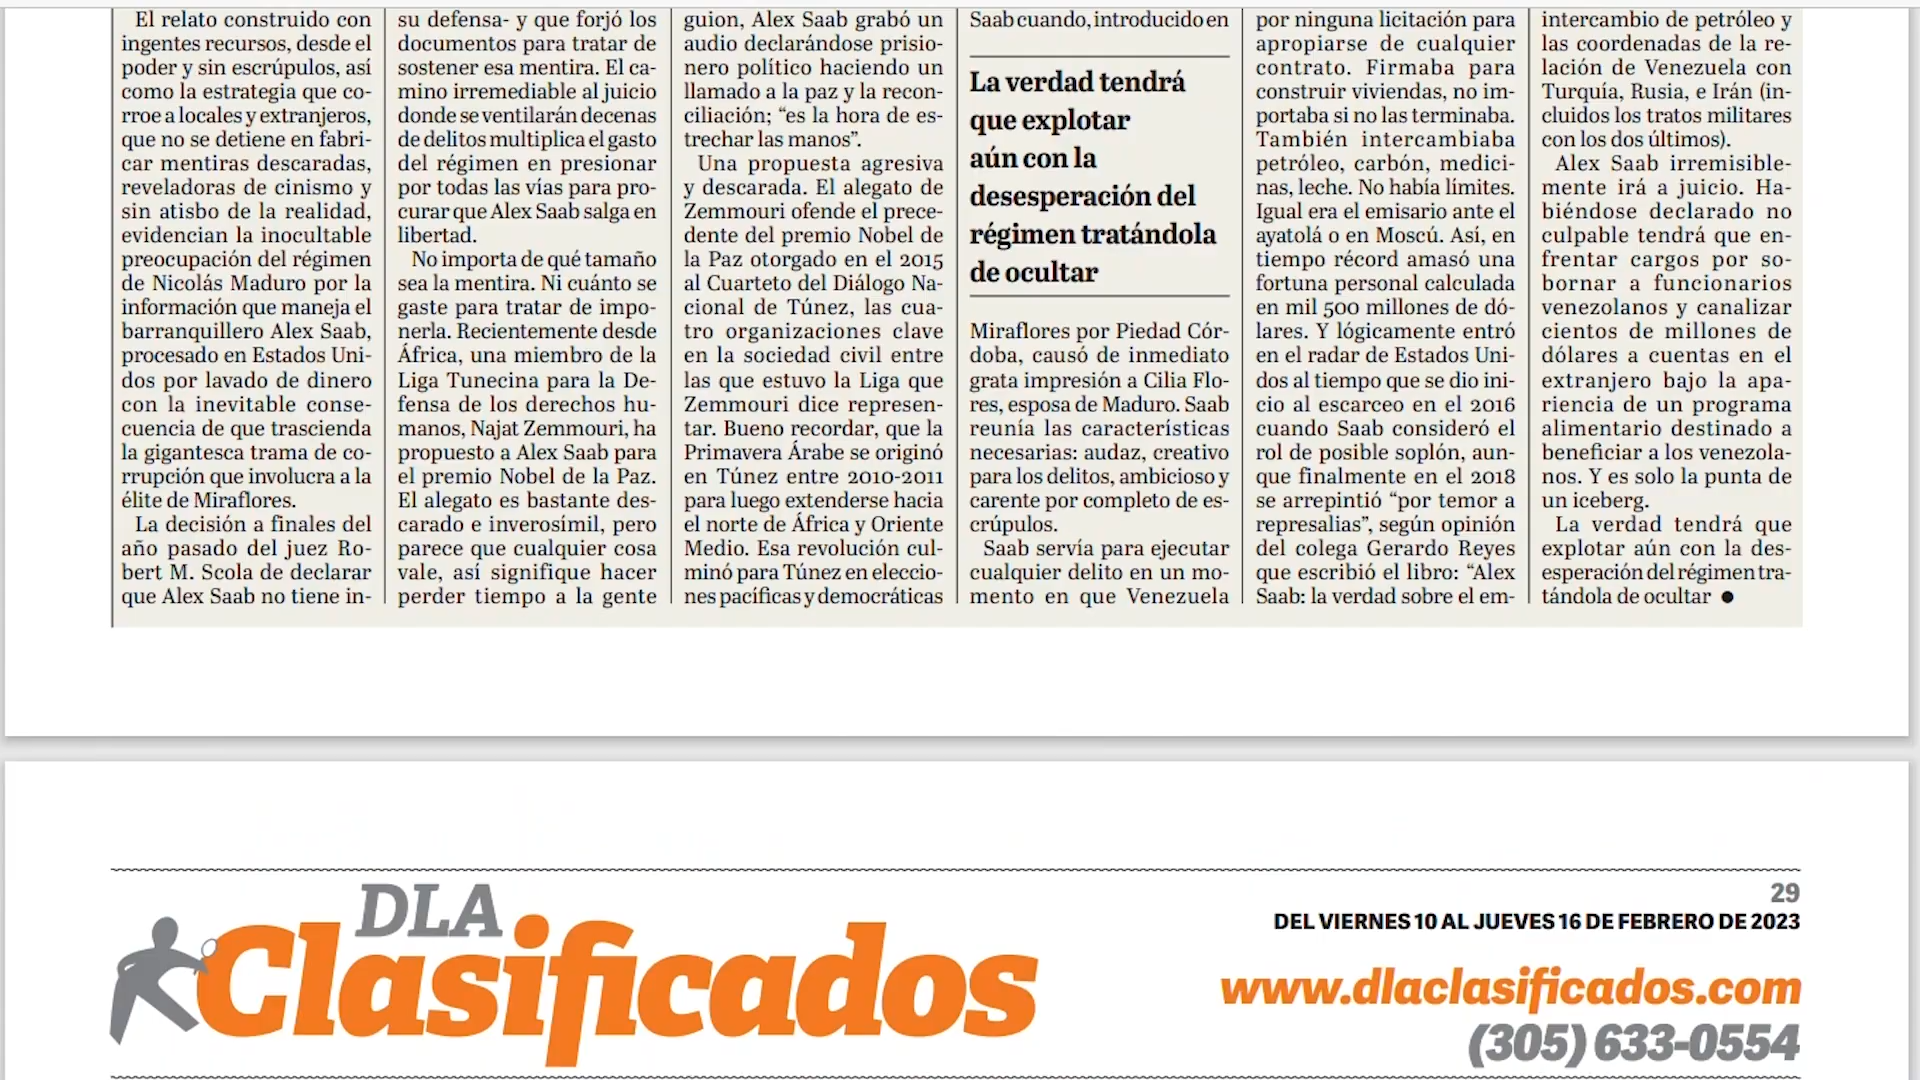 El relato construido con
ingentes recursos, desde el
poder y sin escrúpulos, así
como la estrategia que co-
rroe a locales y extranjeros,
que no se detiene en fabri-
car mentiras descaradas,
reveladoras de cinismo y
sin atisbo de la realidad,
evidencian la inocultable
preocupación del régimen
de Nicolás Maduro por la
información que maneja el
barranquillero Alex Saab,
procesado en Estados Uni-
dos por lavado de dinero
con la inevitable conse-
cuencia de que trascienda
la gigantesca trama de co-
rrupción que involucra a la
élite de Miraflores.
La decisión a finales del
año pasado del juez Ro-
bert M. Scola de declarar
que Alex Saab no tiene in-
su defensa- y que forjó los
documentos para tratar de
sostener esa mentira. El ca-
mino irremediable al juicio
donde se ventilarán decenas
de delitos multiplica el gasto
del régimen en presionar
por todas las vías para pro-
curar que Alex Saab salga en
libertad.
No importa de qué tamaño
sea la mentira. Ni cuánto se
gaste para tratar de impo-
nerla. Recientemente desde
África, una miembro de la
Liga Tunecina para la De-
fensa de los derechos hu-
manos, Najat Zemmouri, ha
propuesto a Alex Saab para
el premio Nobel de la Paz.
El alegato es bastante des-
carado e inverosímil, pero
parece que cualquier cosa
vale, así signifique hacer
perder tiempo a la gente
guion, Alex Saab grabó un
audio declarándose prisio-
nero político haciendo un
llamado a la paz y la recon-
ciliación; “es la hora de es-
trechar las manos”.
Una propuesta agresiva
y descarada. El alegato de
Zemmouri ofende el prece-
dente del premio Nobel de
la Paz otorgado en el 2015
al Cuarteto del Diálogo Na-
cional de Túnez, las cua-
tro organizaciones clave
en la sociedad civil entre
las que estuvo la Liga que
Zemmouri dice represen-
tar. Bueno recordar, que la
Primavera Árabe se originó
en Túnez entre 2010-2011
para luego extenderse hacia
el norte de África y Oriente
Medio. Esa revolución cul-
minó para Túnez en eleccio-
nes pacíficas y democráticas
Saab cuando, introducido en
La verdad tendrá
que explotar
aún con la
desesperación del
régimen tratándola
de ocultar
Miraflores por Piedad Cór-
doba, causó de inmediato
grata impresión a Cilia Flo-
res, esposa de Maduro. Saab
reunía las características
necesarias: audaz, creativo
para los delitos, ambicioso y
carente por completo de es-
crúpulos.
Saab servía para ejecutar
cualquier delito en un mo-
mento en que Venezuela
por ninguna licitación para
apropiarse de cualquier
contrato. Firmaba para
construir viviendas, no im-
portaba si no las terminaba.
También intercambiaba
petróleo, carbón, medici-
nas, leche. No había límites.
Igual era el emisario ante el
ayatolá o en Moscú. Así, en
tiempo récord amasó una
fortuna personal calculada
en mil 500 millones de dó-
lares. Y lógicamente entró
en el radar de Estados Uni-
dos al tiempo que se dio ini-
cio al escarceo en el 2016
cuando Saab consideró el
rol de posible soplón, aun-
que finalmente en el 2018
se arrepintió “por temor a
represalias”, según opinión
del colega Gerardo Reyes
que escribió el libro: “Alex
Saab: la verdad sobre el em-
intercambio de petróleo y
las coordenadas de la re-
lación de Venezuela con
Turquía, Rusia, e Irán (in-
cluidos los tratos militares
con los dos últimos).
Alex Saab irremisible-
mente irá a juicio. Ha-
biéndose declarado no
culpable tendrá que en-
frentar cargos por so-
bornar a funcionarios
venezolanos y canalizar
cientos de millones de
dólares a cuentas en el
extranjero bajo la apa-
riencia de un programa
alimentario destinado a
beneficiar a los venezola-
nos. Y es solo la punta de
un iceberg.
La verdad tendrá que
explotar aún con la des-
esperación del régimen tra-
tándola de ocultar ●
DLA
Clasificados
29
DEL VIERNES 10 AL JUEVES 16 DE FEBRERO DE 2023
www.dlaclasificados.com
(305) 633-0554